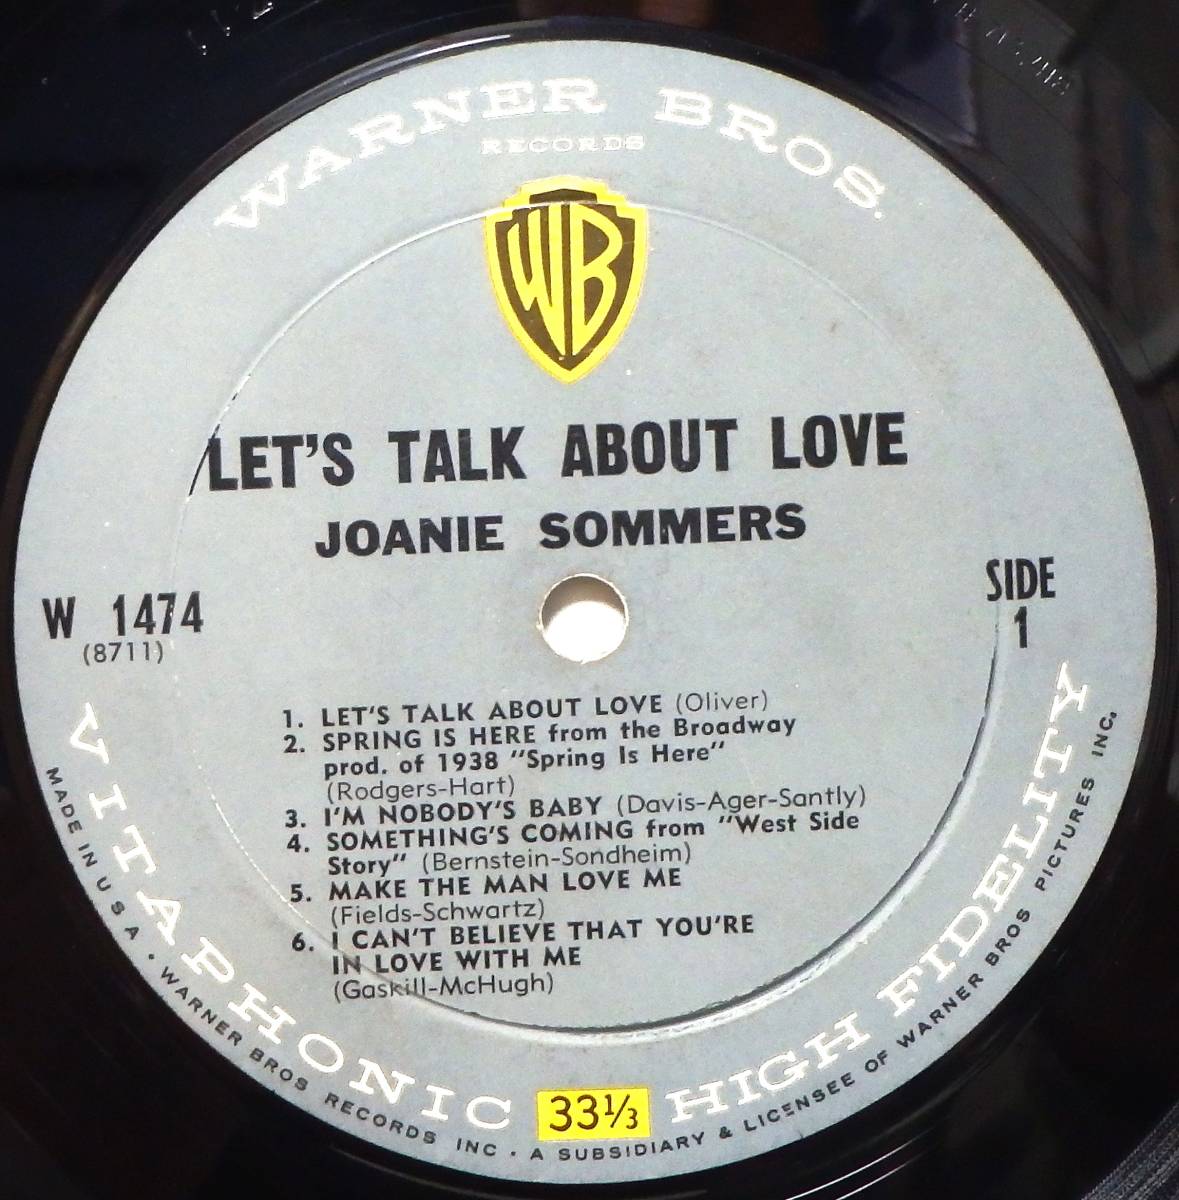 WARNER BROS.
RECORDS
WB
LET'S TALK ABOUT LOVE
JOANIE SOMMERS
W 1474
(8711)
SIDE
1
1. LET'S TALK ABOUT LOVE (Oliver)
2. SPRING IS HERE from the Broadway
prod. of 1938 "Spring Is Here"
(Rodgers-Hart)
3. I'M NOBODY'S BABY (Davis-Ager-Santly)
4. SOMETHING'S COMING from "West Side
Story" (Bernstein-Sondheim)
5. MAKE THE MAN LOVE ME
(Fields-Schwartz)
6. I CAN'T BELIEVE THAT YOU'RE
IN LOVE WITH ME
(Gaskill-McHugh)
VITAPHONIC HIGH FIDELITY
33⅓
MADE IN U S A • WARNER BROS RECORDS INC • A SUBSIDIARY & LICENSEE OF WARNER BROS PICTURES INC.